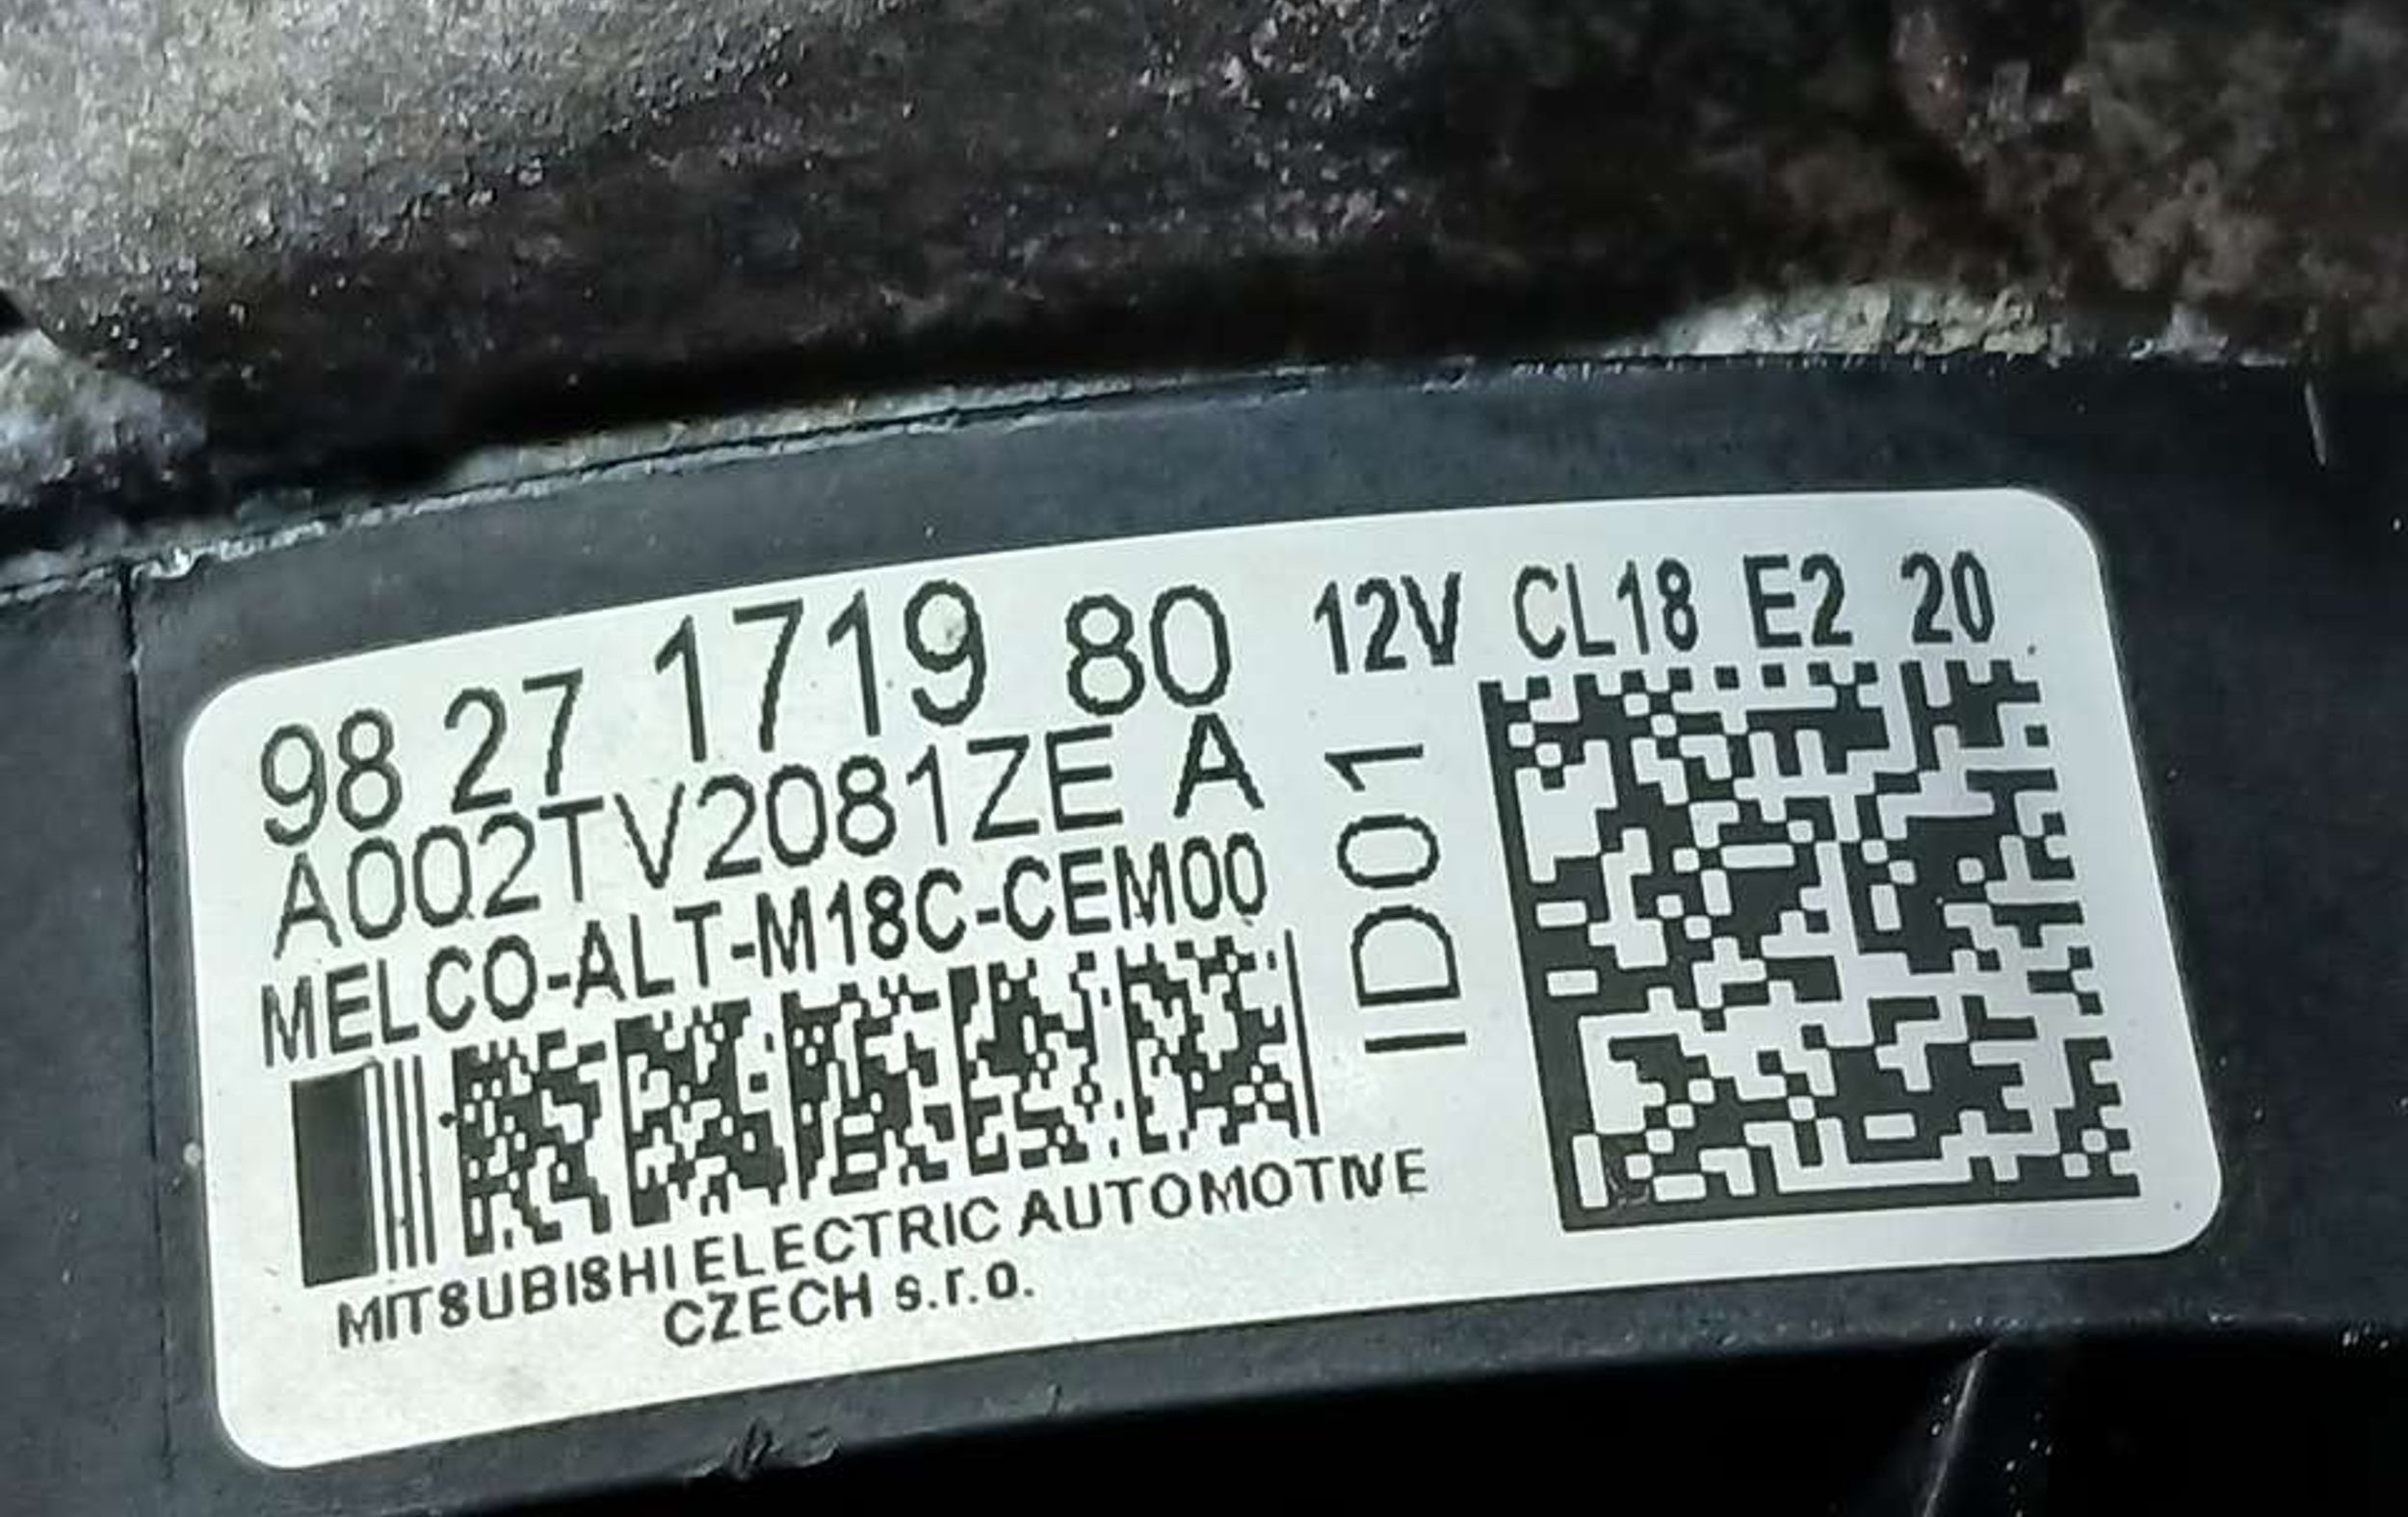 98 27 1719 80 12V CL18 E2 20
A002TV2081ZE A
MELCO-ALT-M18C-CEM00
ID01
MITSUBISHI ELECTRIC AUTOMOTIVE
CZECH s.r.o.